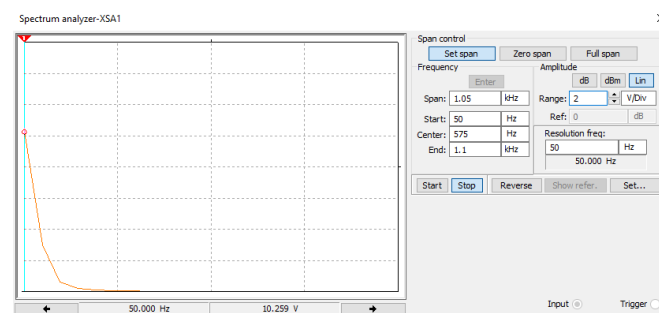 Spectrum analyzer-XSA1
1
Span control
Set span Zero span Full span
Frequency
Enter
Span: 1.05 kHz
Start: 50 Hz
Center: 575 Hz
End: 1.1 kHz
Amplitude
dB dBm Lin
Range: 2 V/Div
Ref: 0 dB
Resolution freq:
50 Hz
50.000 Hz
Start Stop Reverse Show refer. Set...
50.000 Hz 10.259 V
Input Trigger